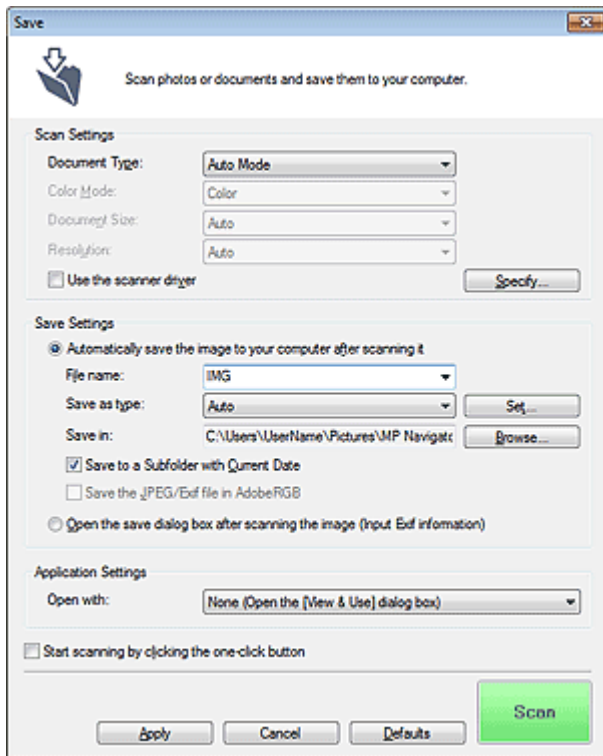 Save
Scan photos or documents and save them to your computer.
Scan Settings
Document Type: Auto Mode
Color Mode: Color
Document Size: Auto
Resolution: Auto
Use the scanner driver Specify...
Save Settings
Automatically save the image to your computer after scanning it
File name: IMG
Save as type: Auto Set...
Save in: C:\Users\UserName\Pictures\MP Navigato Browse...
Save to a Subfolder with Current Date
Save the JPEG/Exif file in AdobeRGB
Open the save dialog box after scanning the image (Input Exif information)
Application Settings
Open with: None (Open the [View & Use] dialog box)
Start scanning by clicking the one-click button
Scan
Apply Cancel Defaults